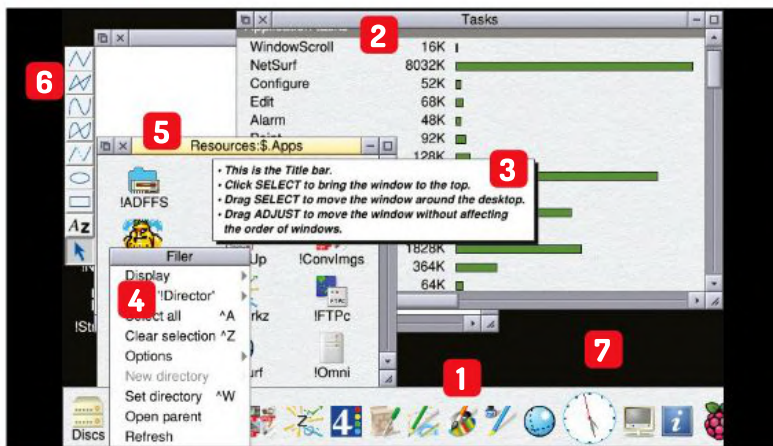 Tasks
2
WindowScroll 16K
NetSurf 8032K
Configure 52K
Edit 68K
Alarm 48K
92K
128K
6
5
Resources:$.Apps
3
• This is the Title bar.
• Click SELECT to bring the window to the top.
• Drag SELECT to move the window around the desktop.
• Drag ADJUST to move the window without affecting
the order of windows.
!ADFFS
1828K
364K
64K
Az
Filer
Display
4
'!Director'
Select all ^A
Clear selection ^Z
Options
New directory
Set directory ^W
Open parent
Refresh
!ConvImgs
!FTPc
!Omni
7
1
Discs
4
i